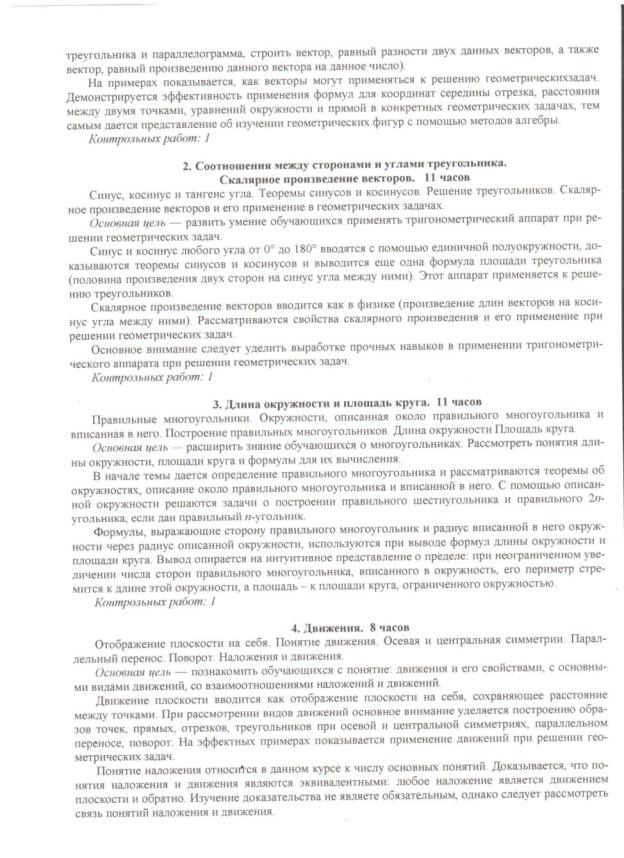 треугольника и параллелограмма, строить вектор, равный разности двух данных векторов, а также
вектор, равный произведению данного вектора на данное число).
На примерах показывается, как векторы могут применяться к решению геометрическихзадач.
Демонстрируется эффективность применения формул для координат середины отрезка, расстояния
между двумя точками, уравнений окружности и прямой в конкретных геометрических задачах, тем
самым дается представление об изучении геометрических фигур с помощью методов алгебры.
Контрольных работ: 1
2. Соотношения между сторонами и углами треугольника.
Скалярное произведение векторов. 11 часов
Синус, косинус и тангенс угла. Теоремы синусов и косинусов. Решение треугольников. Скаляр-
ное произведение векторов и его применение в геометрических задачах.
Основная цель — развить умение обучающихся применять тригонометрический аппарат при ре-
шении геометрических задач.
Синус и косинус любого угла от 0° до 180° вводятся с помощью единичной полуокружности, до-
казываются теоремы синусов и косинусов и выводится еще одна формула площади треугольника
(половина произведения двух сторон на синус угла между ними). Этот аппарат применяется к реше-
нию треугольников.
Скалярное произведение векторов вводится как в физике (произведение длин векторов на коси-
нус угла между ними). Рассматриваются свойства скалярного произведения и его применение при
решении геометрических задач.
Основное внимание следует уделить выработке прочных навыков в применении тригонометри-
ческого аппарата при решении геометрических задач.
Контрольных работ: 1
3. Длина окружности и площадь круга. 11 часов
Правильные многоугольники. Окружности, описанная около правильного многоугольника и
вписанная в него. Построение правильных многоугольников. Длина окружности Площадь круга.
Основная цель — расширить знание обучающихся о многоугольниках. Рассмотреть понятия дли-
ны окружности, площади круга и формулы для их вычисления.
В начале темы дается определение правильного многоугольника и рассматриваются теоремы об
окружностях, описание около правильного многоугольника и вписанной в него. С помощью описан-
ной окружности решаются задачи о построении правильного шестиугольника и правильного 2n-
угольника, если дан правильный n-угольник.
Формулы, выражающие сторону правильного многоугольник и радиус вписанной в него окруж-
ности через радиус описанной окружности, используются при выводе формул длины окружности и
площади круга. Вывод опирается на интуитивное представление о пределе: при неограниченном уве-
личении числа сторон правильного многоугольника, вписанного в окружность, его периметр стре-
мится к длине этой окружности, а площадь – к площади круга, ограниченного окружностью.
Контрольных работ: 1
4. Движения. 8 часов
Отображение плоскости на себя. Понятие движения. Осевая и центральная симметрии. Парал-
лельный перенос. Поворот. Наложения и движения.
Основная цель — познакомить обучающихся с понятие: движения и его свойствами, с основны-
ми видами движений, со взаимоотношениями наложений и движений.
Движение плоскости вводится как отображение плоскости на себя, сохраняющее расстояние
между точками. При рассмотрении видов движений основное внимание уделяется построению обра-
зов точек, прямых, отрезков, треугольников при осевой и центральной симметриях, параллельном
переносе, поворот. На эффектных примерах показывается применение движений при решении гео-
метрических задач.
Понятие наложения относится в данном курсе к числу основных понятий. Доказывается, что по-
нятия наложения и движения являются эквивалентными: любое наложение является движением
плоскости и обратно. Изучение доказательства не являете обязательным, однако следует рассмотреть
связь понятий наложения и движения.